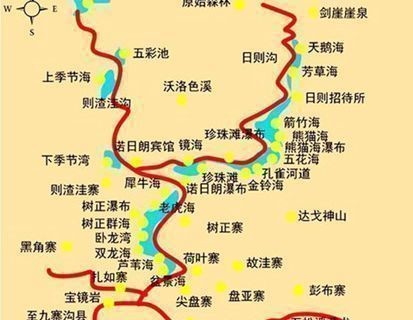 W E
S
原始森林
剑崖崖泉
天鹅海
五彩池
日则沟
芳草海
上季节海
沃洛色溪
日则招待所
则渣洼沟
箭竹海
珍珠滩瀑布
熊猫海
诺日朗宾馆
镜海
熊猫海瀑布
下季节湾
五花海
珍珠滩
孔雀河道
则渣洼寨
犀牛海
诺日朗瀑布
金铃海
树正瀑布
老虎海
树正群海
树正寨
达戈神山
卧龙湾
黑角寨
双龙海
芦苇海
荷叶寨
故洼寨
扎如寨
盆景海
宝镜岩
尖盘寨
盘亚寨
彭布寨
至九寨沟县